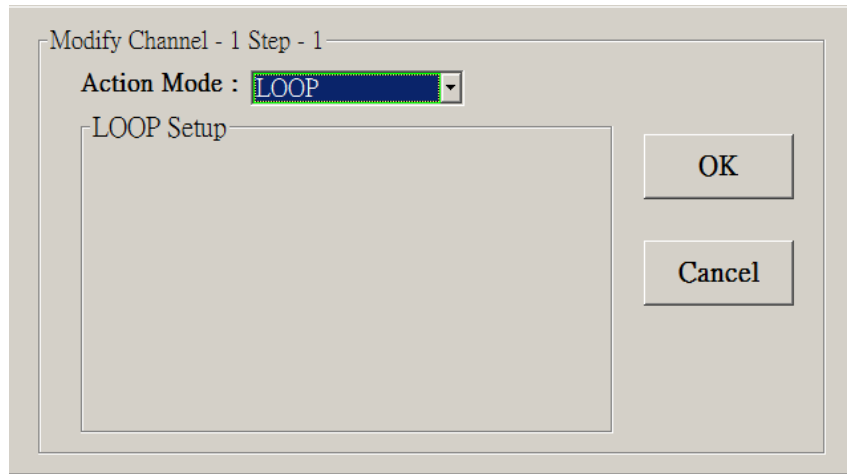 Modify Channel - 1 Step - 1
Action Mode : LOOP
LOOP Setup
OK
Cancel